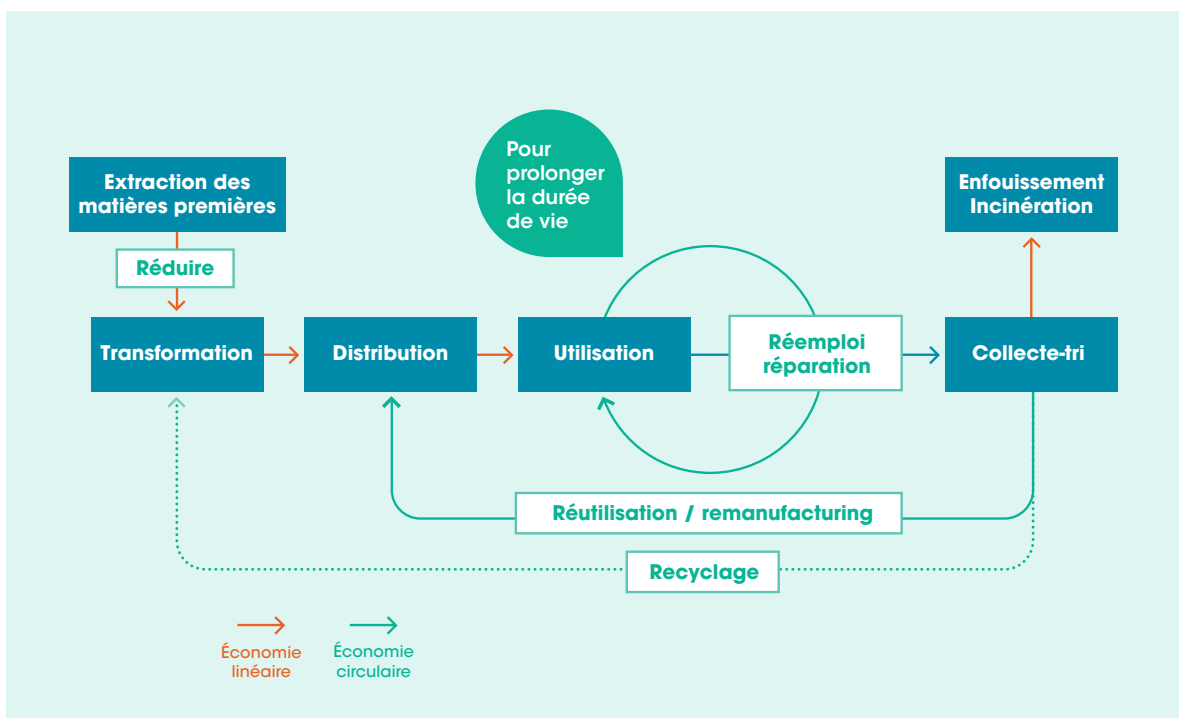 Pour
prolonger
la durée
de vie
Extraction des
matières premières
Enfouissement
Incinération
Réduire
Transformation
Distribution
Utilisation
Réemploi
réparation
Collecte-tri
Réutilisation / remanufacturing
Recyclage
Économie
linéaire
Économie
circulaire